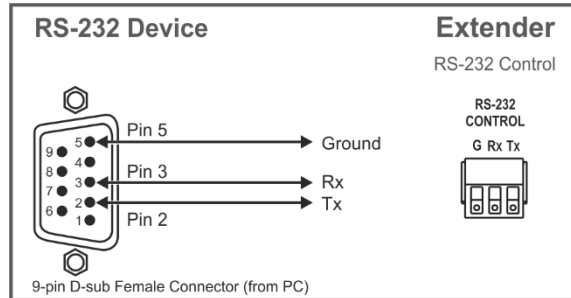 RS-232 Device
Extender
RS-232 Control
RS-232
CONTROL
G Rx Tx
Pin 5
Ground
Pin 3
Rx
Tx
Pin 2
5
9
4
8
3
7
2
6
1
9-pin D-sub Female Connector (from PC)